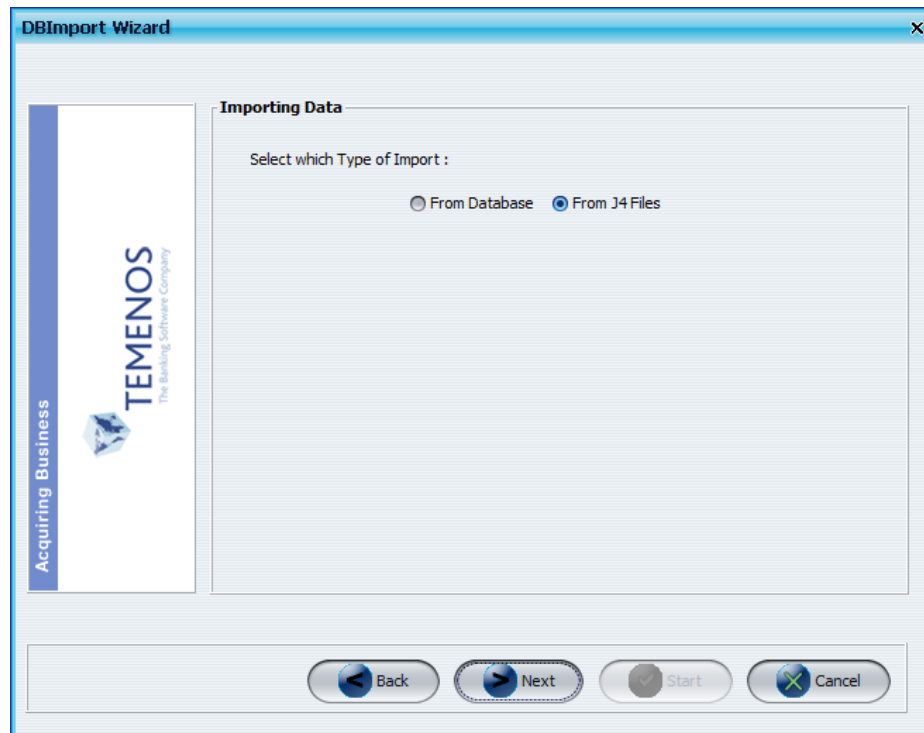 DBImport Wizard
Importing Data
Select which Type of Import :
From Database From J4 Files
Acquiring Business
TEMENOS
The Banking Software Company
Back Next Start Cancel